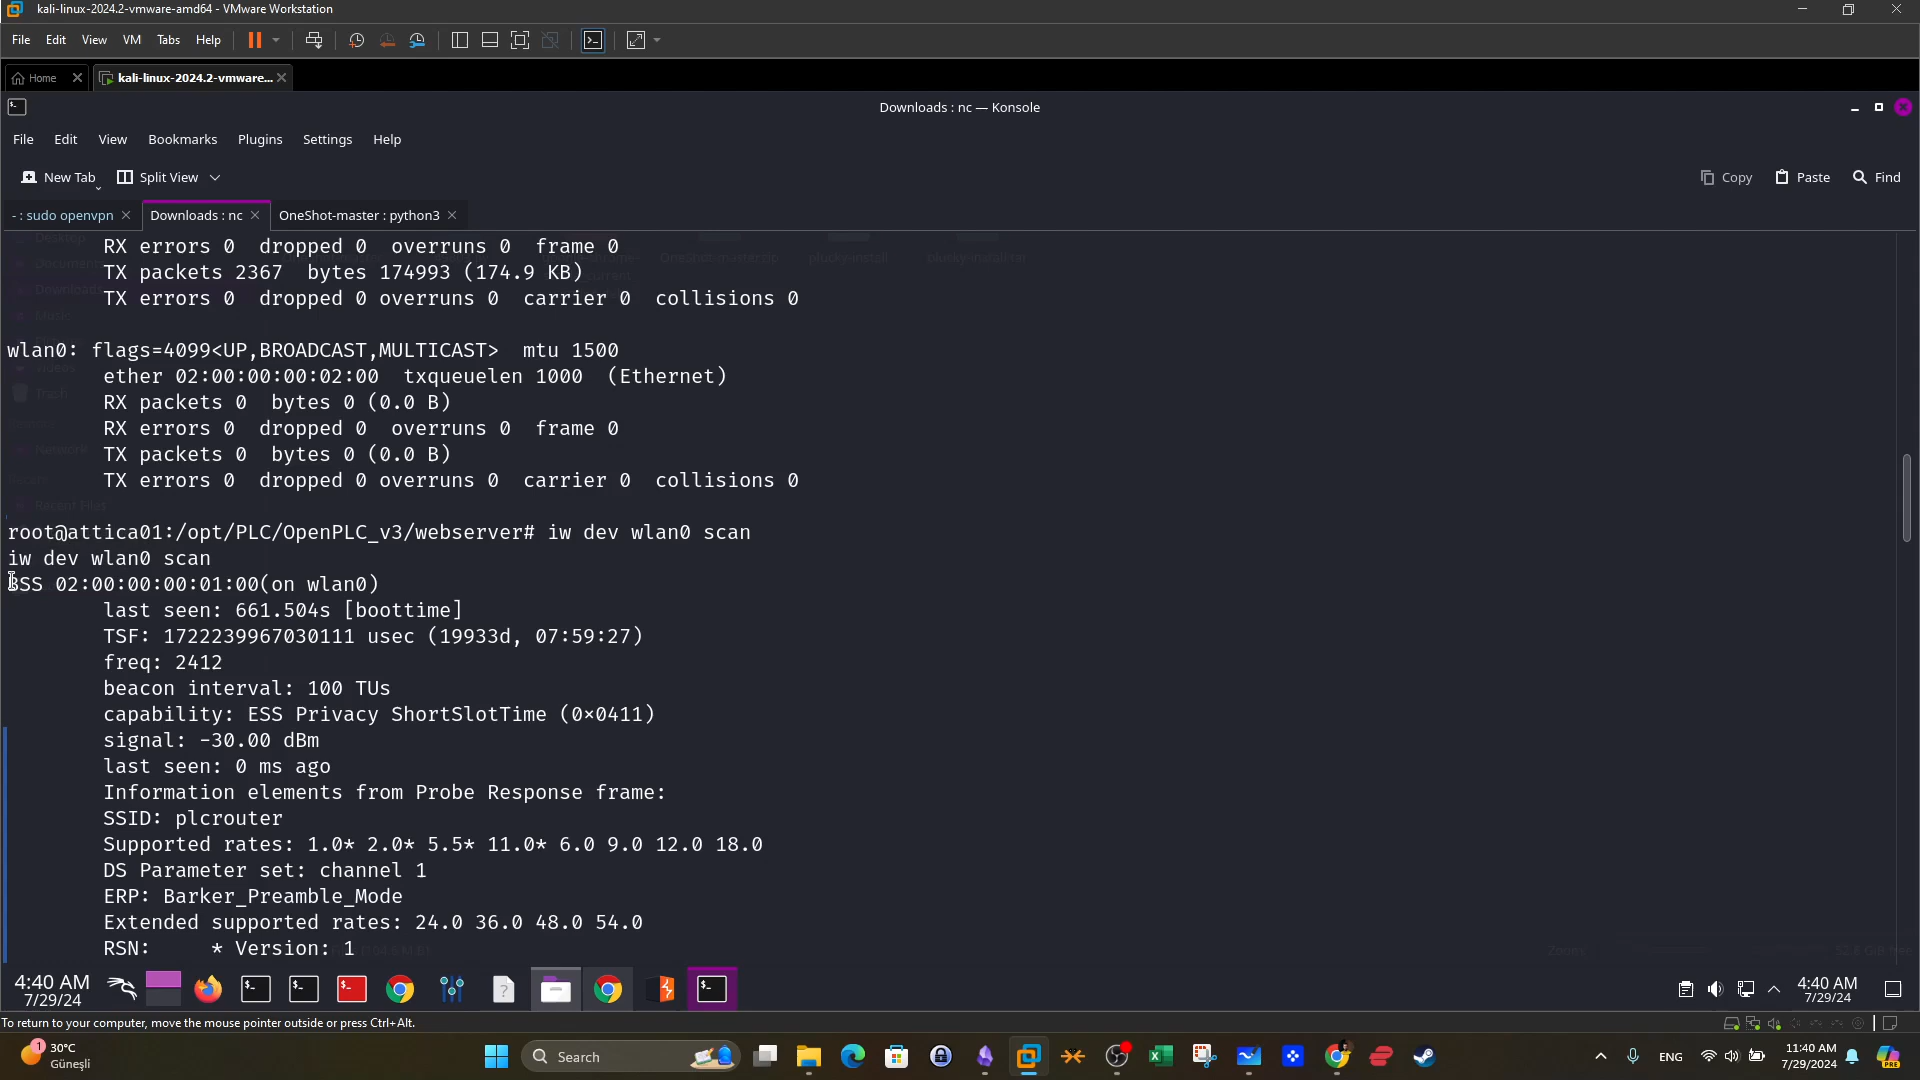 kali-linux-2024.2-vmware-amd64 - VMware Workstation
File Edit View VM Tabs Help
Home
kali-linux-2024.2-vmware...
Downloads : nc — Konsole
File Edit View Bookmarks Plugins Settings Help
New Tab Split View Copy Paste Find
- : sudo openvpn Downloads : nc OneShot-master : python3
RX errors 0  dropped 0  overruns 0  frame 0
TX packets 2367  bytes 174993 (174.9 KB)
TX errors 0  dropped 0 overruns 0  carrier 0  collisions 0
wlan0: flags=4099<UP,BROADCAST,MULTICAST>  mtu 1500
ether 02:00:00:00:02:00  txqueuelen 1000  (Ethernet)
RX packets 0  bytes 0 (0.0 B)
RX errors 0  dropped 0  overruns 0  frame 0
TX packets 0  bytes 0 (0.0 B)
TX errors 0  dropped 0 overruns 0  carrier 0  collisions 0
root@attica01:/opt/PLC/OpenPLC_v3/webserver# iw dev wlan0 scan
iw dev wlan0 scan
BSS 02:00:00:00:01:00(on wlan0)
last seen: 661.504s [boottime]
TSF: 1722239967030111 usec (19933d, 07:59:27)
freq: 2412
beacon interval: 100 TUs
capability: ESS Privacy ShortSlotTime (0×0411)
signal: -30.00 dBm
last seen: 0 ms ago
Information elements from Probe Response frame:
SSID: plcrouter
Supported rates: 1.0* 2.0* 5.5* 11.0* 6.0 9.0 12.0 18.0
DS Parameter set: channel 1
ERP: Barker_Preamble_Mode
Extended supported rates: 24.0 36.0 48.0 54.0
RSN:     * Version: 1
4:40 AM
7/29/24
4:40 AM
7/29/24
To return to your computer, move the mouse pointer outside or press Ctrl+Alt.
1
30°C
Güneşli
Search
ENG
11:40 AM
7/29/2024
PRE